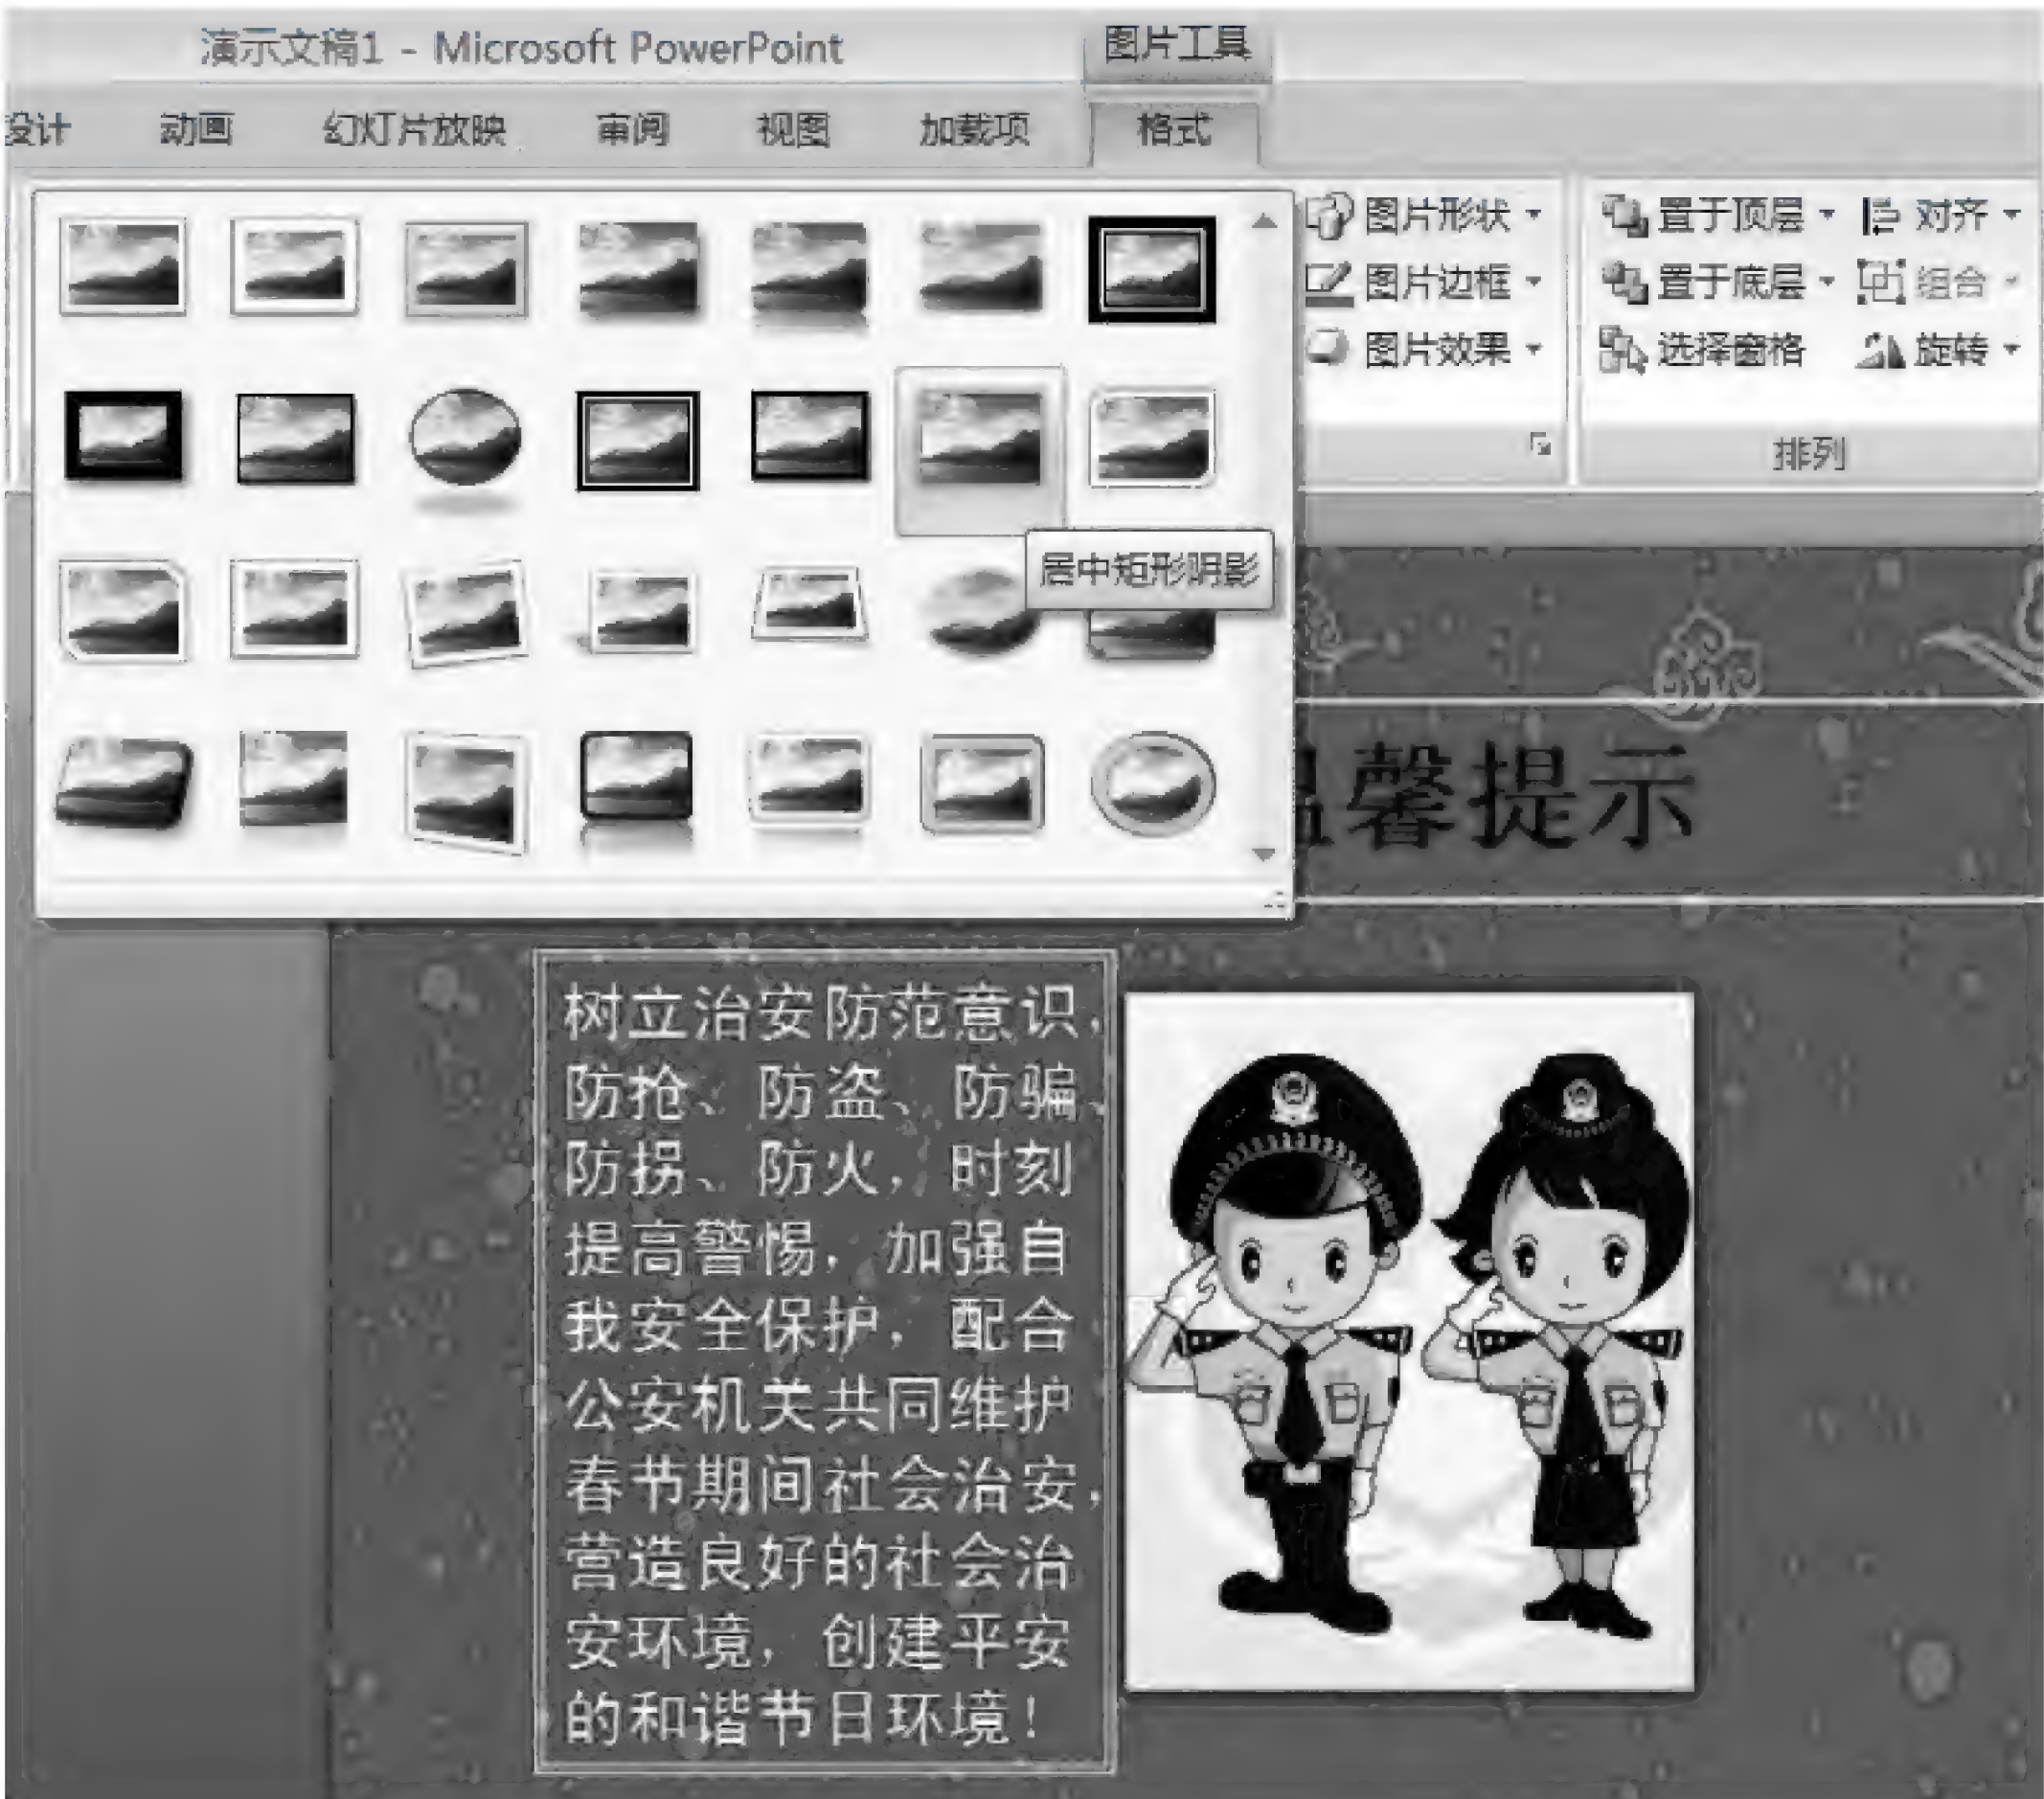 演示文稿1 - Microsoft PowerPoint
图片工具
设计 动画 幻灯片放映 审阅 视图 加载项 格式
图片形状 置于顶层 对齐
图片边框 置于底层 组合
图片效果 选择窗格 旋转
排列
居中矩形阴影
温馨提示
树立治安防范意识,
防抢、防盗、防骗、
防拐、防火,时刻
提高警惕,加强自
我安全保护,配合
公安机关共同维护
春节期间社会治安,
营造良好的社会治
安环境,创建平安
的和谐节日环境!